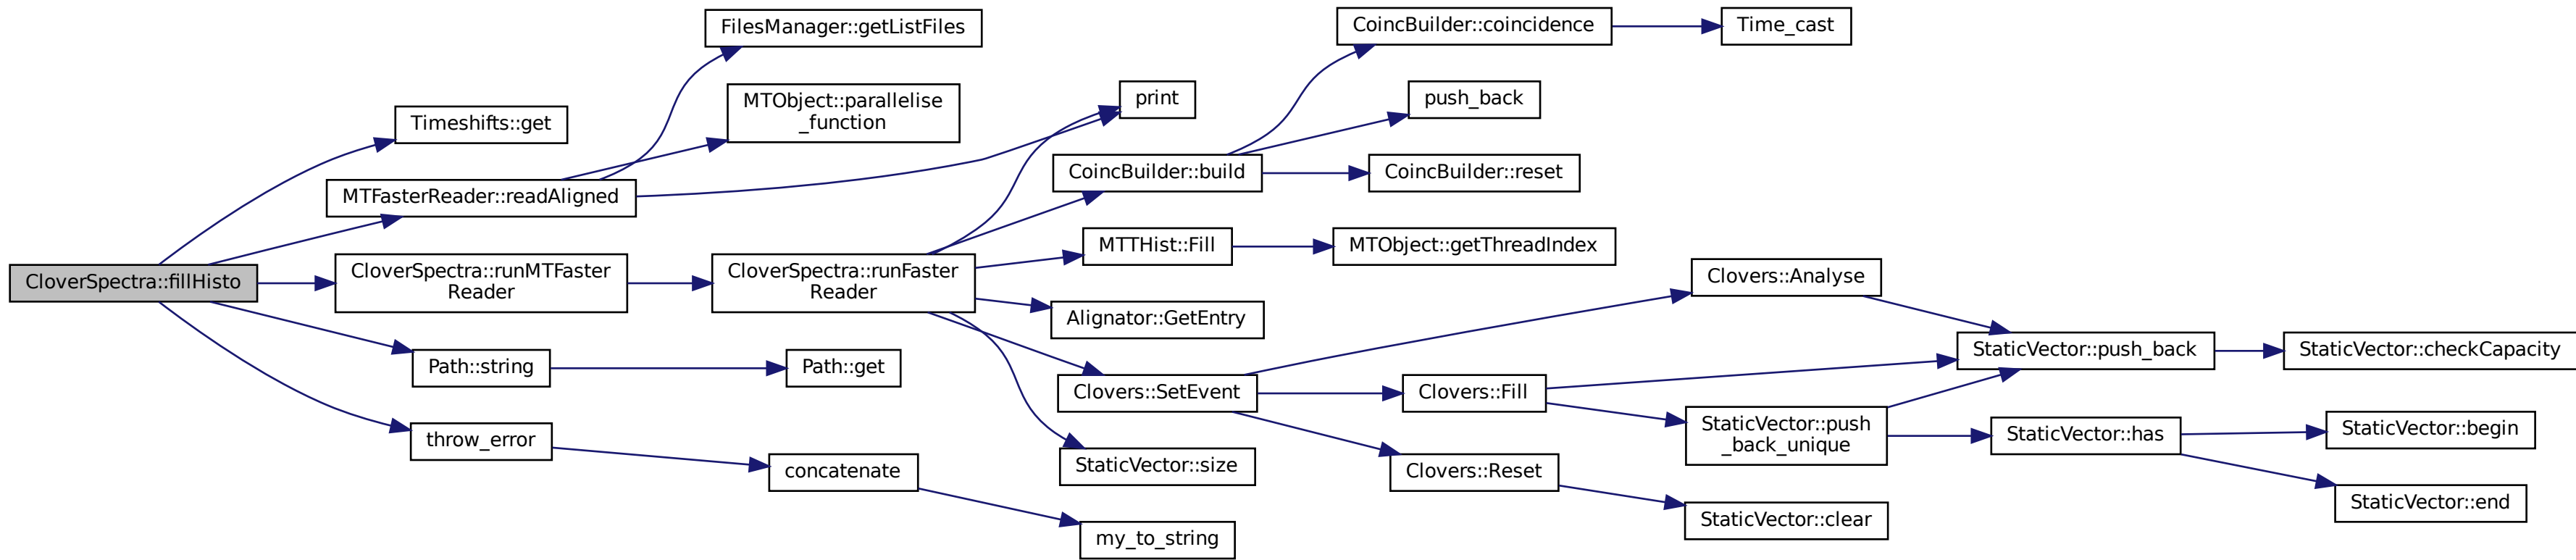 CloverSpectra::fillHisto
Timeshifts::get
MTFasterReader::readAligned
CloverSpectra::runMTFaster
Reader
Path::string
throw_error
FilesManager::getListFiles
MTObject::parallelise
_function
CloverSpectra::runFaster
Reader
Path::get
concatenate
print
CoincBuilder::build
MTTHist::Fill
Alignator::GetEntry
Clovers::SetEvent
StaticVector::size
my_to_string
CoincBuilder::coincidence
push_back
CoincBuilder::reset
MTObject::getThreadIndex
Clovers::Fill
Clovers::Reset
Time_cast
Clovers::Analyse
StaticVector::push
_back_unique
StaticVector::clear
StaticVector::push_back
StaticVector::has
StaticVector::checkCapacity
StaticVector::begin
StaticVector::end